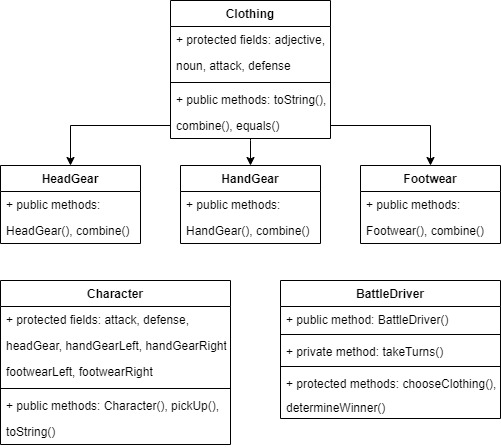 Clothing
+ protected fields: adjective,
noun, attack, defense
+ public methods: toString(),
combine(), equals()
HeadGear
+ public methods:
HeadGear(), combine()
HandGear
+ public methods:
HandGear(), combine()
Footwear
+ public methods:
Footwear(), combine()
Character
+ protected fields: attack, defense,
headGear, handGearLeft, handGearRight
footwearLeft, footwearRight
+ public methods: Character(), pickUp(),
toString()
BattleDriver
+ public method: BattleDriver()
+ private method: takeTurns()
+ protected methods: chooseClothing(),
determineWinner()